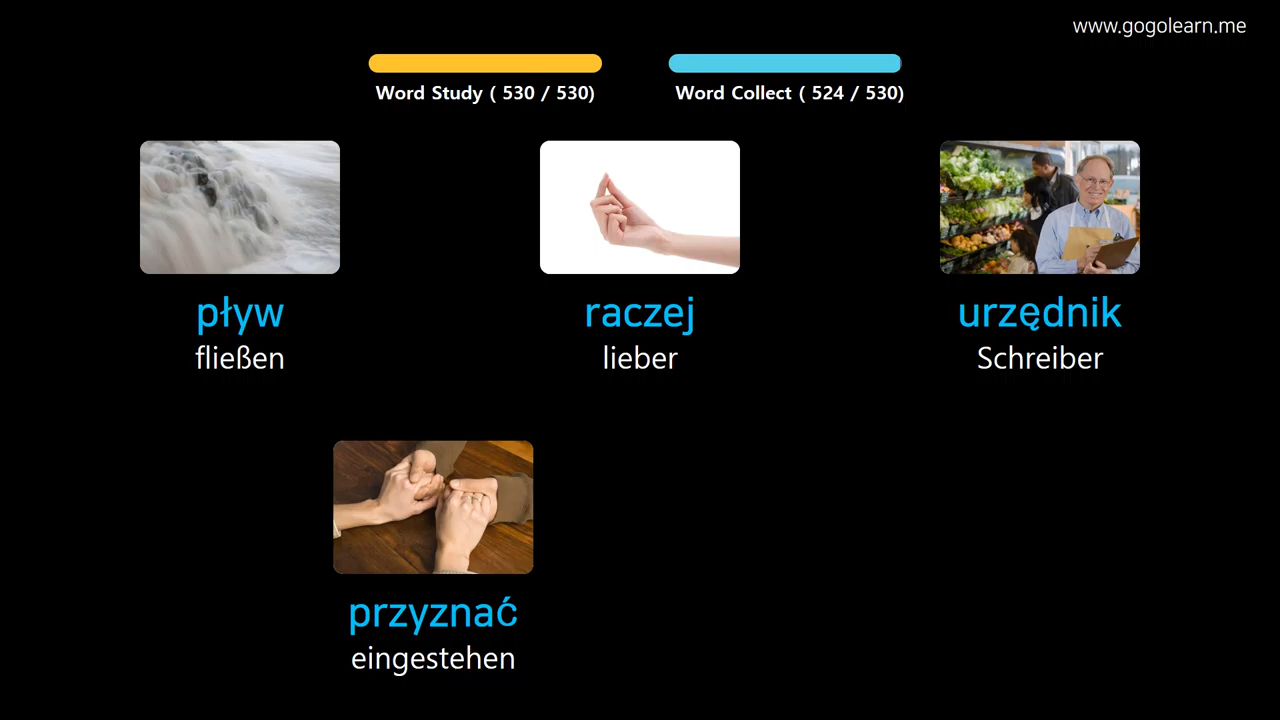 www.gogolearn.me
Word Study ( 530 / 530)
Word Collect ( 524 / 530)
pływ
fließen
raczej
lieber
urzędnik
Schreiber
przyznać
eingestehen